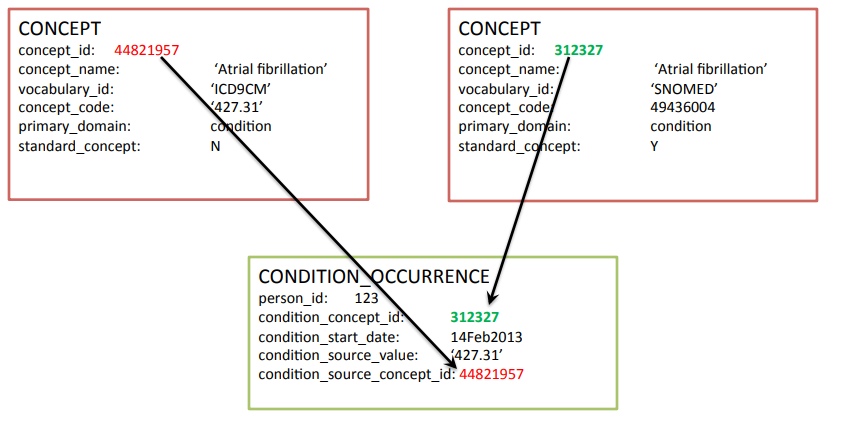 CONCEPT
concept_id: 44821957
concept_name: ‘Atrial fibrillation’
vocabulary_id: ‘ICD9CM’
concept_code: ‘427.31’
primary_domain: condition
standard_concept: N
CONCEPT
concept_id: 312327
concept_name: ‘Atrial fibrillation’
vocabulary_id: ‘SNOMED’
concept_code: 49436004
primary_domain: condition
standard_concept: Y
CONDITION_OCCURRENCE
person_id: 123
condition_concept_id: 312327
condition_start_date: 14Feb2013
condition_source_value: ‘427.31’
condition_source_concept_id: 44821957